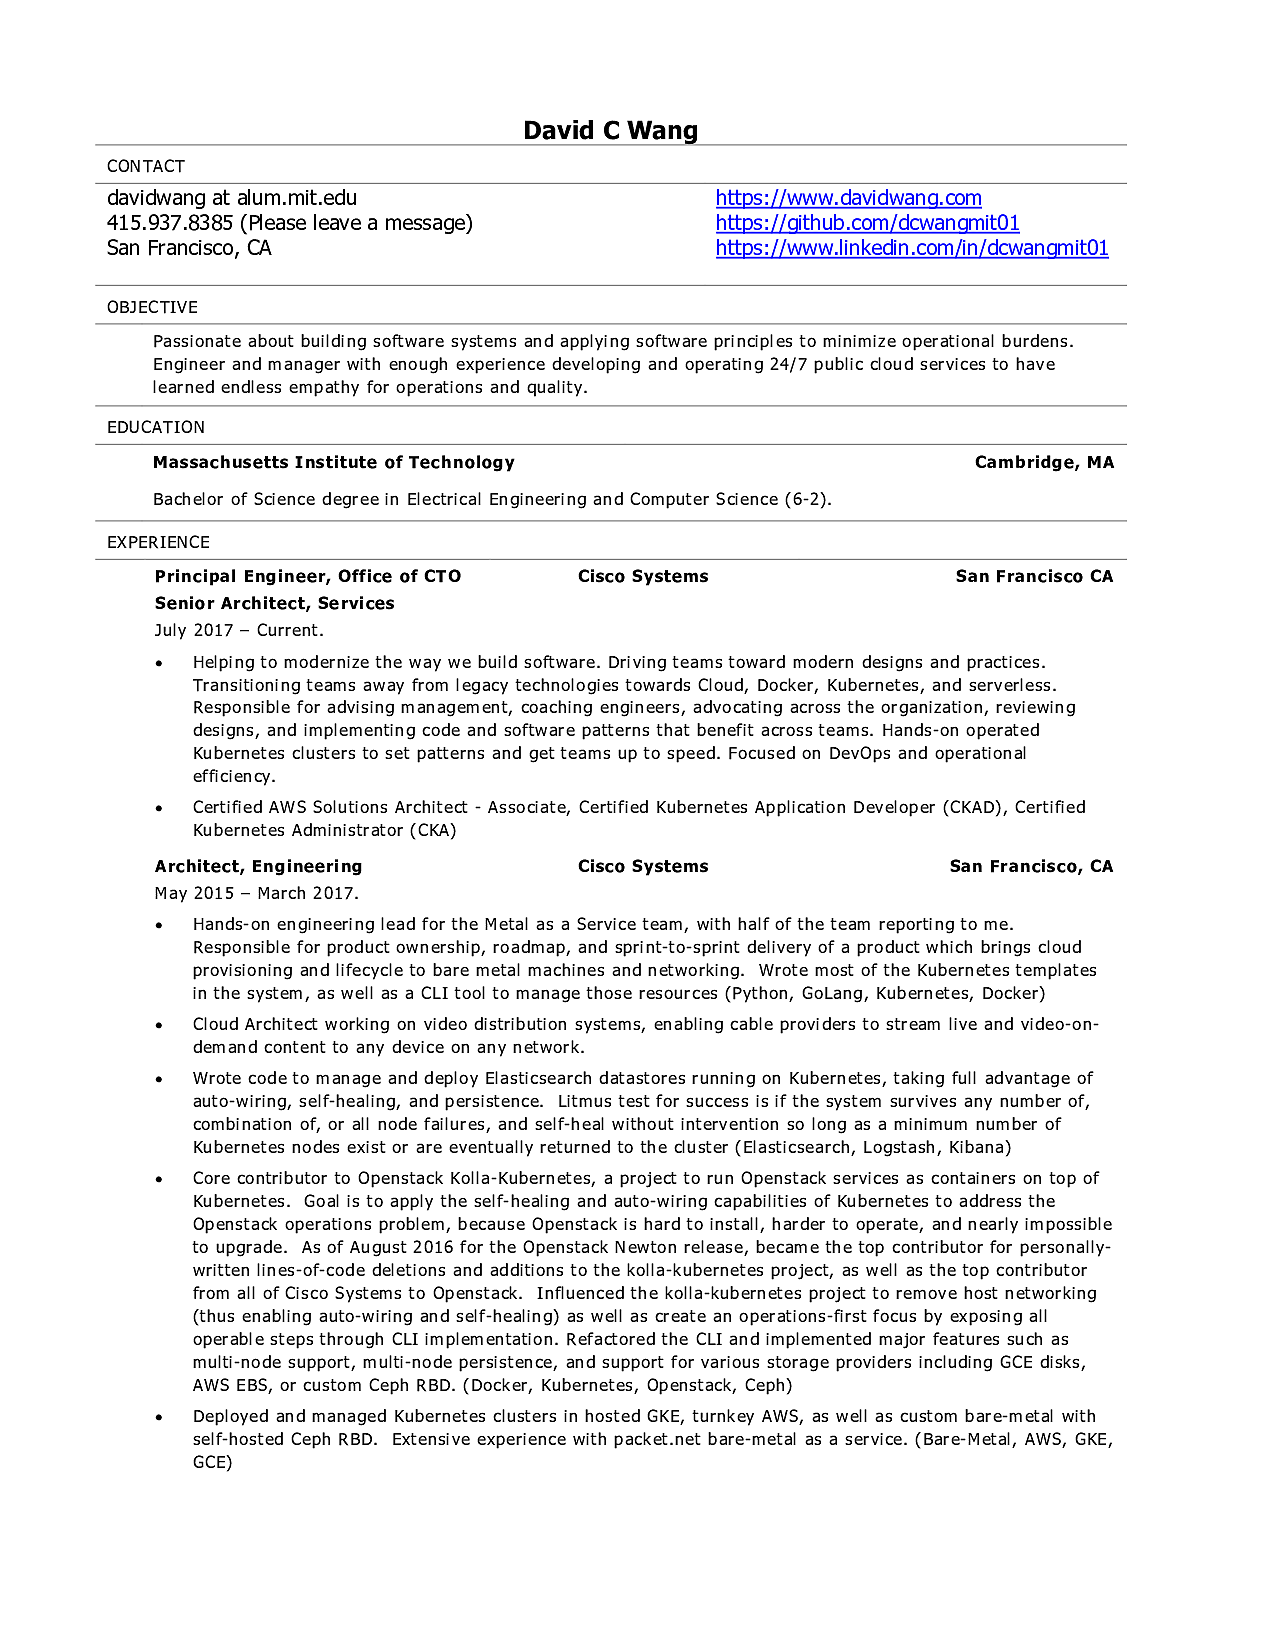 David C Wang
CONTACT
davidwang at alum.mit.edu
415.937.8385 (Please leave a message)
San Francisco, CA
https://www.davidwang.com
https://github.com/dcwangmit01
https://www.linkedin.com/in/dcwangmit01
OBJECTIVE
Passionate about building software systems and applying software principles to minimize operational burdens.
Engineer and manager with enough experience developing and operating 24/7 public cloud services to have
learned endless empathy for operations and quality.
EDUCATION
Massachusetts Institute of Technology Cambridge, MA
Bachelor of Science degree in Electrical Engineering and Computer Science (6-2).
EXPERIENCE
Principal Engineer, Office of CTO Cisco Systems San Francisco CA
Senior Architect, Services
July 2017 – Current.
• Helping to modernize the way we build software. Driving teams toward modern designs and practices.
Transitioning teams away from legacy technologies towards Cloud, Docker, Kubernetes, and serverless.
Responsible for advising management, coaching engineers, advocating across the organization, reviewing
designs, and implementing code and software patterns that benefit across teams. Hands-on operated
Kubernetes clusters to set patterns and get teams up to speed. Focused on DevOps and operational
efficiency.
• Certified AWS Solutions Architect - Associate, Certified Kubernetes Application Developer (CKAD), Certified
Kubernetes Administrator (CKA)
Architect, Engineering Cisco Systems San Francisco, CA
May 2015 – March 2017.
• Hands-on engineering lead for the Metal as a Service team, with half of the team reporting to me.
Responsible for product ownership, roadmap, and sprint-to-sprint delivery of a product which brings cloud
provisioning and lifecycle to bare metal machines and networking.  Wrote most of the Kubernetes templates
in the system, as well as a CLI tool to manage those resources (Python, GoLang, Kubernetes, Docker)
• Cloud Architect working on video distribution systems, enabling cable providers to stream live and video-on-
demand content to any device on any network.
• Wrote code to manage and deploy Elasticsearch datastores running on Kubernetes, taking full advantage of
auto-wiring, self-healing, and persistence.  Litmus test for success is if the system survives any number of,
combination of, or all node failures, and self-heal without intervention so long as a minimum number of
Kubernetes nodes exist or are eventually returned to the cluster (Elasticsearch, Logstash, Kibana)
• Core contributor to Openstack Kolla-Kubernetes, a project to run Openstack services as containers on top of
Kubernetes.  Goal is to apply the self-healing and auto-wiring capabilities of Kubernetes to address the
Openstack operations problem, because Openstack is hard to install, harder to operate, and nearly impossible
to upgrade.  As of August 2016 for the Openstack Newton release, became the top contributor for personally-
written lines-of-code deletions and additions to the kolla-kubernetes project, as well as the top contributor
from all of Cisco Systems to Openstack.  Influenced the kolla-kubernetes project to remove host networking
(thus enabling auto-wiring and self-healing) as well as create an operations-first focus by exposing all
operable steps through CLI implementation. Refactored the CLI and implemented major features such as
multi-node support, multi-node persistence, and support for various storage providers including GCE disks,
AWS EBS, or custom Ceph RBD. (Docker, Kubernetes, Openstack, Ceph)
• Deployed and managed Kubernetes clusters in hosted GKE, turnkey AWS, as well as custom bare-metal with
self-hosted Ceph RBD.  Extensive experience with packet.net bare-metal as a service. (Bare-Metal, AWS, GKE,
GCE)